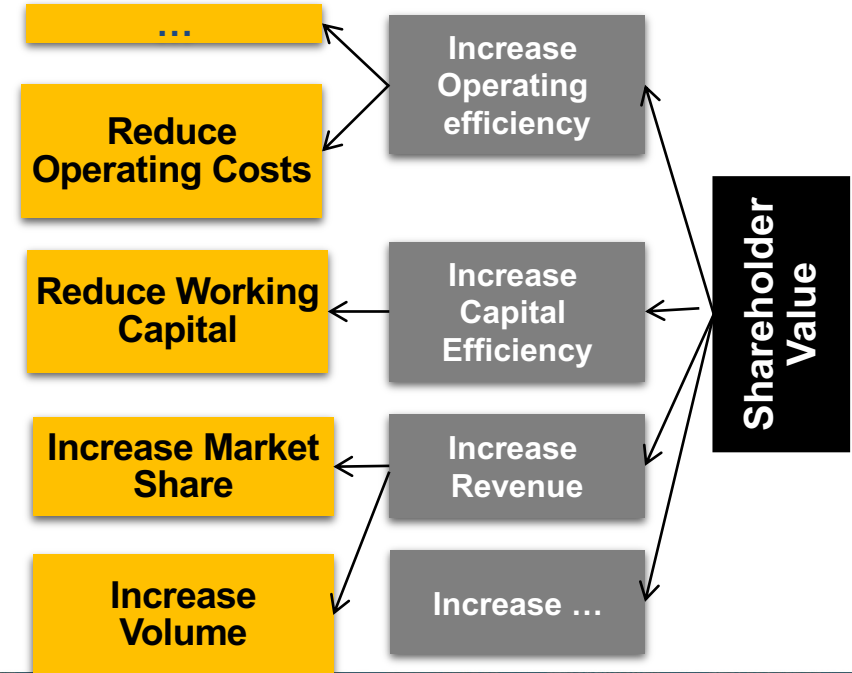 …
Reduce
Operating Costs
Reduce Working
Capital
Increase Market
Share
Increase
Volume
Increase
Operating
efficiency
Increase
Capital
Efficiency
Increase
Revenue
Increase …
Shareholder
Value